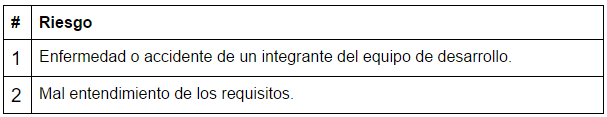 # Riesgo
1 Enfermedad o accidente de un integrante del equipo de desarrollo.
2 Mal entendimiento de los requisitos.